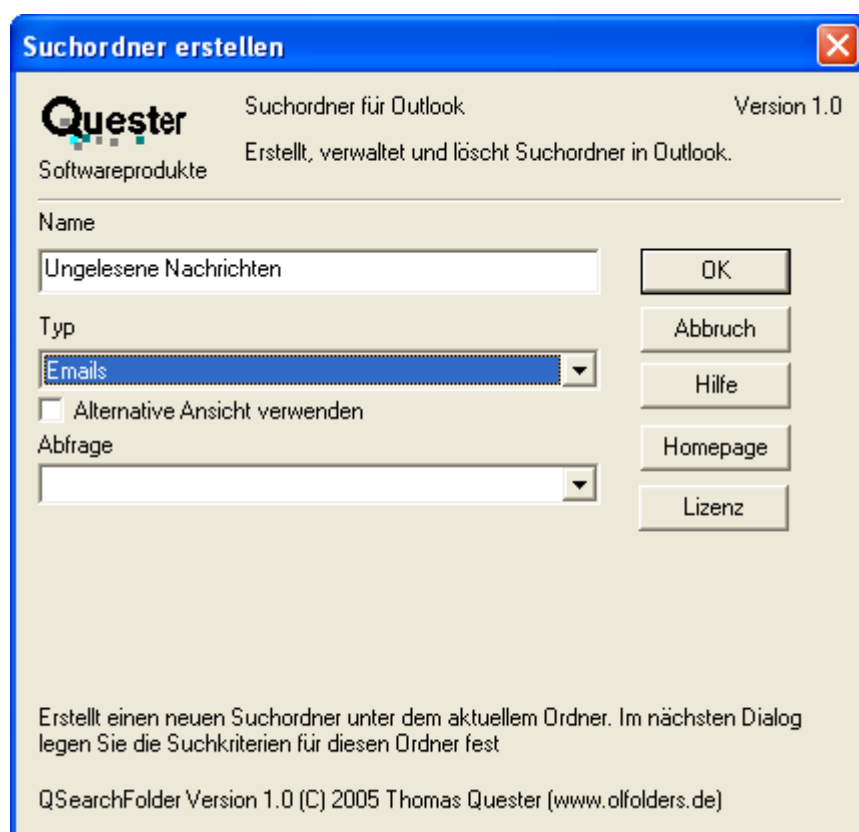 Suchordner erstellen
Quester
Softwareprodukte
Suchordner für Outlook
Version 1.0
Erstellt, verwaltet und löscht Suchordner in Outlook.
Name
Ungelesene Nachrichten
OK
Typ
Abbruch
Emails
Hilfe
Alternative Ansicht verwenden
Abfrage
Homepage
Lizenz
Erstellt einen neuen Suchordner unter dem aktuellem Ordner. Im nächsten Dialog
legen Sie die Suchkriterien für diesen Ordner fest
QSearchFolder Version 1.0 (C) 2005 Thomas Quester (www.olfolders.de)